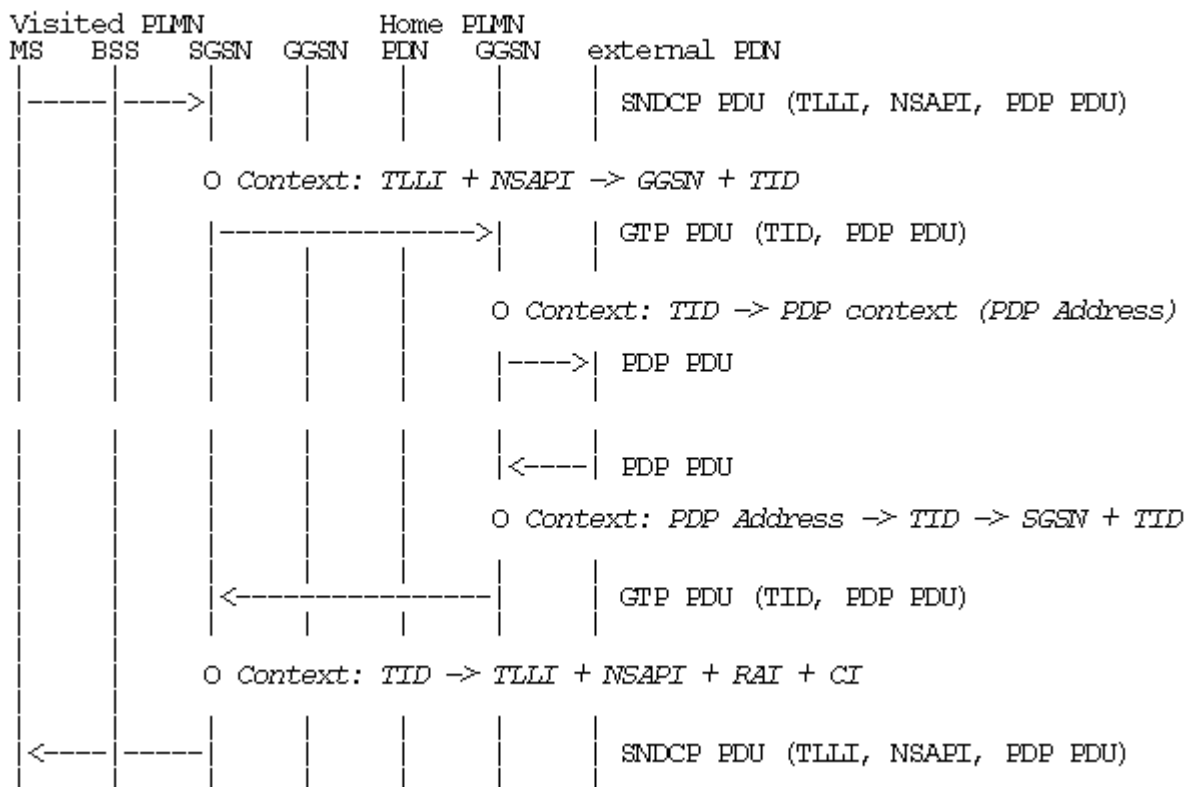 Visited PLMN Home PLMN
MS BSS SGSN GGSN PDN GGSN external PDN
SNDCP PDU (TLLI, NSAPI, PDP PDU)
O Context: TLLI + NSAPI -> GGSN + TID
GTP PDU (TID, PDP PDU)
O Context: TID -> PDP context (PDP Address)
PDP PDU
PDP PDU
O Context: PDP Address -> TID -> SGSN + TID
GTP PDU (TID, PDP PDU)
O Context: TID -> TLLI + NSAPI + RAI + CI
SNDCP PDU (TLLI, NSAPI, PDP PDU)